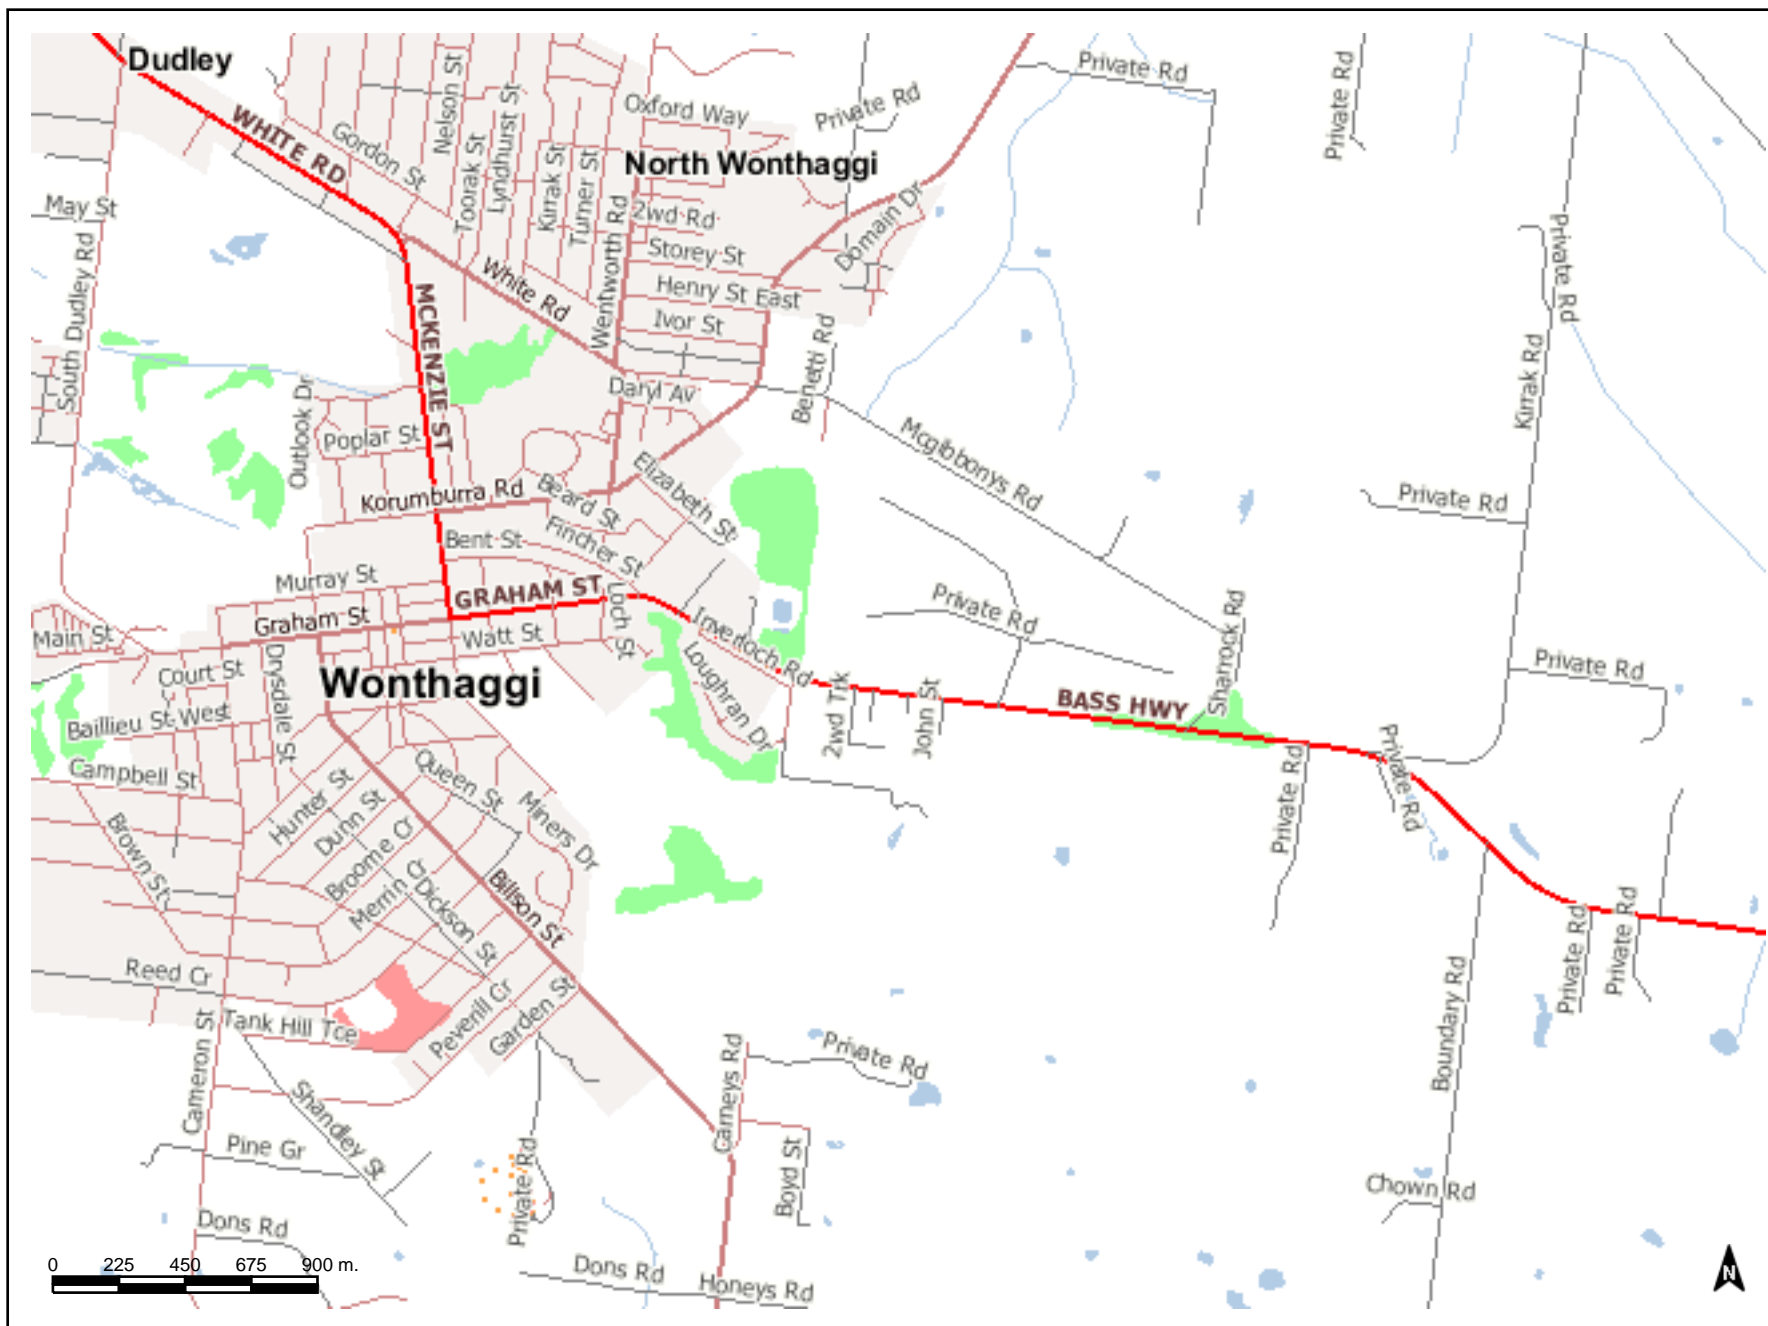 Dudley
Private Rd
Private Rd
Nelson St
Oxford Way
Private Rd
WHITE RD
Gordon St
Toorak St
Lyndhurst St
Kirrak St
Turner St
North Wonthaggi
May St
2wd Rd
Domain Dr
Private Rd
South Dudley Rd
Storey St
Wentworth Rd
White Rd
Henry St East
MCKENZIE ST
Ivor St
Benetti Rd
Kirrak Rd
Daryl Av
Outlook Dr
Poplar St
Mcgibbonys Rd
Elizabeth St
Korumburra Rd
Beard St
Private Rd
Bent St
Fincher St
Murray St
GRAHAM ST
Loch St
Private Rd
Sharrock Rd
Graham St
Main St
Watt St
Inverloch Rd
Court St
Drysdale St
Wonthaggi
Loughran Dr
2wd Trk
John St
BASS HWY
Private Rd
Baillieu St West
Private Rd
Campbell St
Queen St
Private Rd
Hunter St
Dunn St
Miners Dr
Brown St
Broome Cr
Merrin Cr
Dickson St
Billson St
Private Rd
Private Rd
Reed Cr
Boundary Rd
Tank Hill Tce
Peverill Cr
Garden St
Cameron St
Carneys Rd
Private Rd
Shandley St
Pine Gr
Private Rd
Boyd St
Chown Rd
Dons Rd
Dons Rd
Honeys Rd
0 225 450 675 900 m.
N